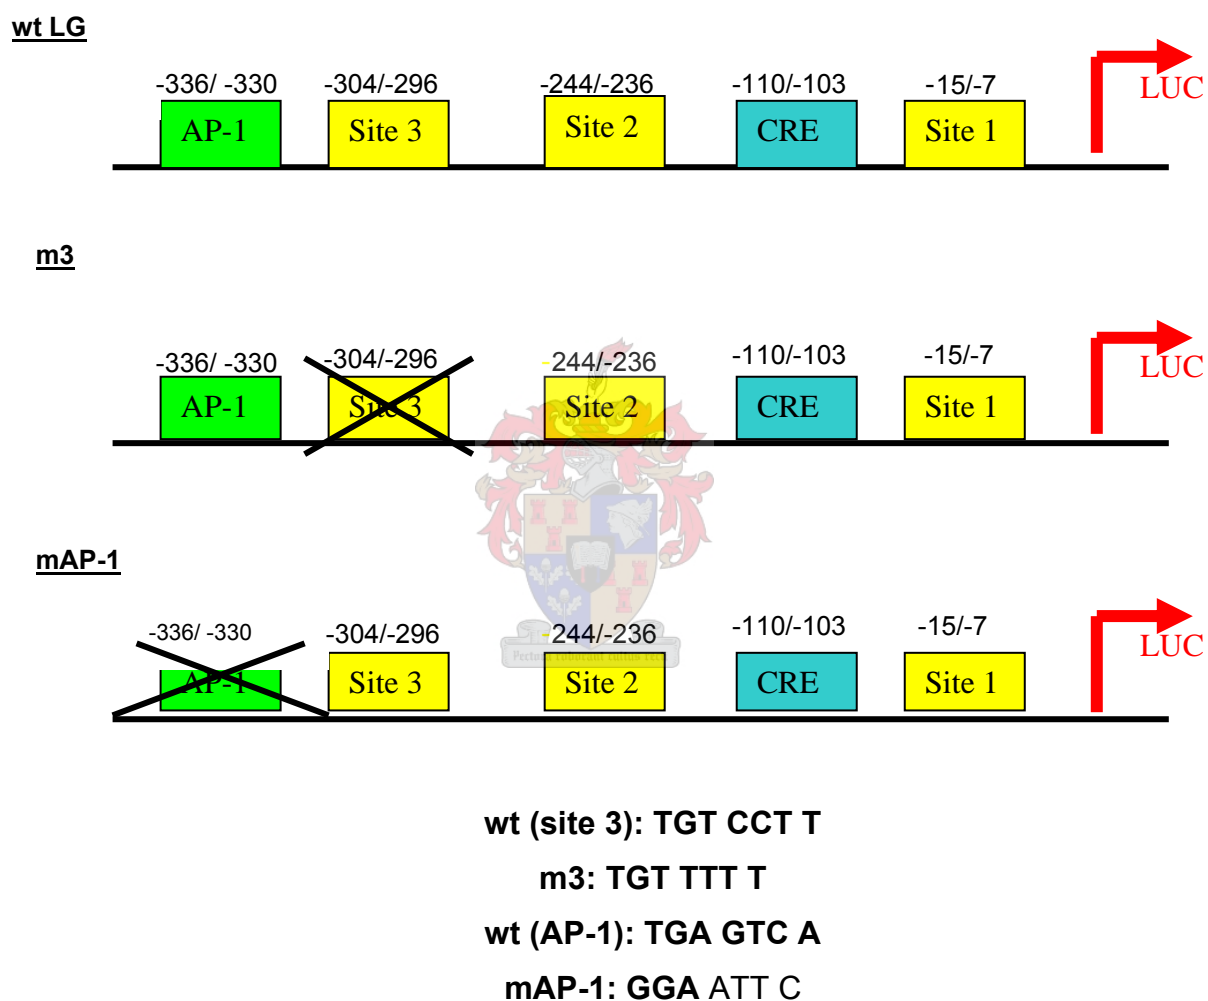 wt LG
-336/ -330 -304/-296 -244/-236 -110/-103 -15/-7
LUC
AP-1 Site 3 Site 2 CRE Site 1
m3
-336/ -330 -304/-296 -244/-236 -110/-103 -15/-7
LUC
AP-1 Site 3 Site 2 CRE Site 1
mAP-1
-336/ -330 -304/-296 -244/-236 -110/-103 -15/-7
LUC
AP-1 Site 3 Site 2 CRE Site 1
Pectora roborant cultus recti
wt (site 3): TGT CCT T
m3: TGT TTT T
wt (AP-1): TGA GTC A
mAP-1: GGA ATT C